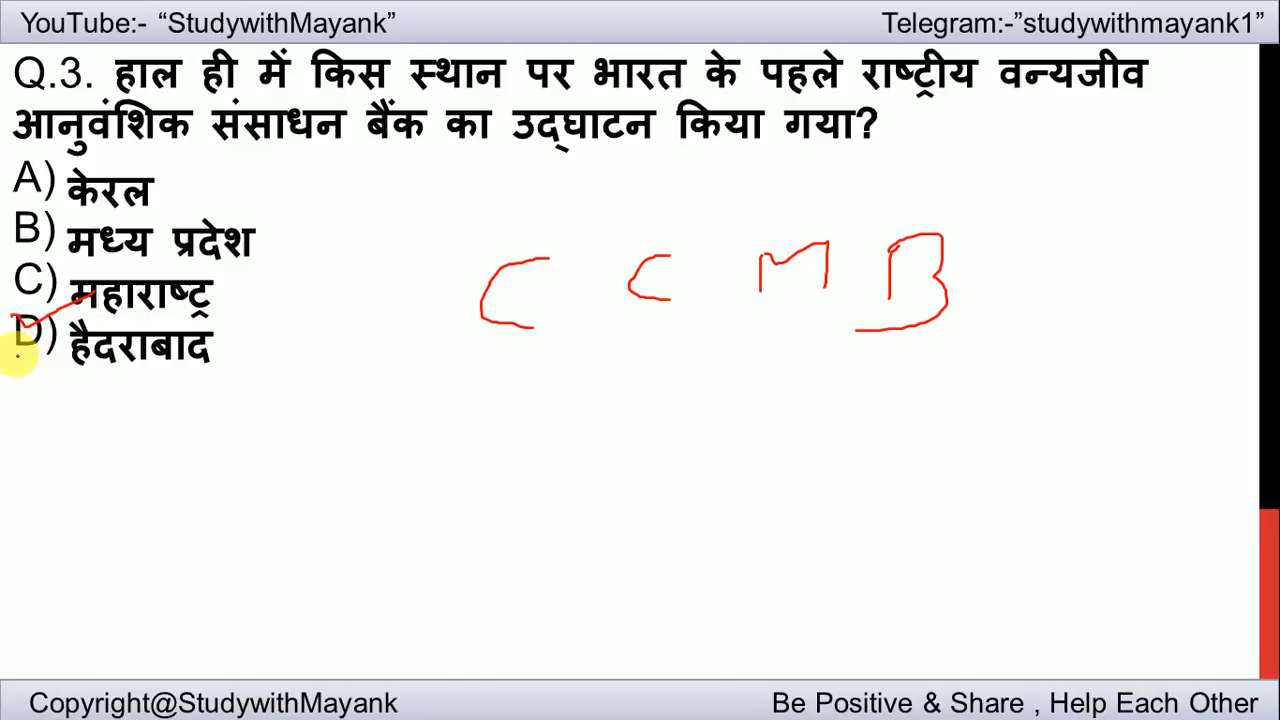 YouTube:- “StudywithMayank”
Telegram:-”studywithmayank1”
Q.3. हाल ही में किस स्थान पर भारत के पहले राष्ट्रीय वन्यजीव
आनुवंशिक संसाधन बैंक का उद्घाटन किया गया?
A) केरल
B) मध्य प्रदेश
C) महाराष्ट्र
D) हैदराबाद
C C M B
Copyright@StudywithMayank
Be Positive & Share , Help Each Other